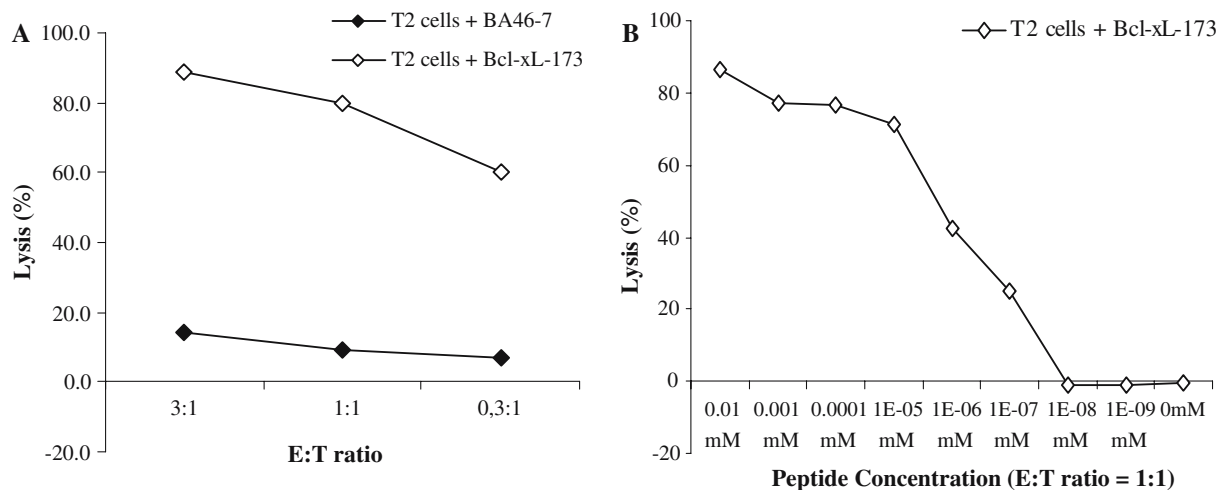 A
T2 cells + BA46-7
T2 cells + Bcl-xL-173
100.0
80.0
60.0
40.0
20.0
0.0
-20.0
Lysis (%)
3:1 1:1 0,3:1
E:T ratio
B
T2 cells + Bcl-xL-173
100
80
60
40
20
0
-20
Lysis (%)
0.01 0.001 0.0001 1E-05 1E-06 1E-07 1E-08 1E-09 0mM
mM mM mM mM mM mM mM mM
Peptide Concentration (E:T ratio = 1:1)